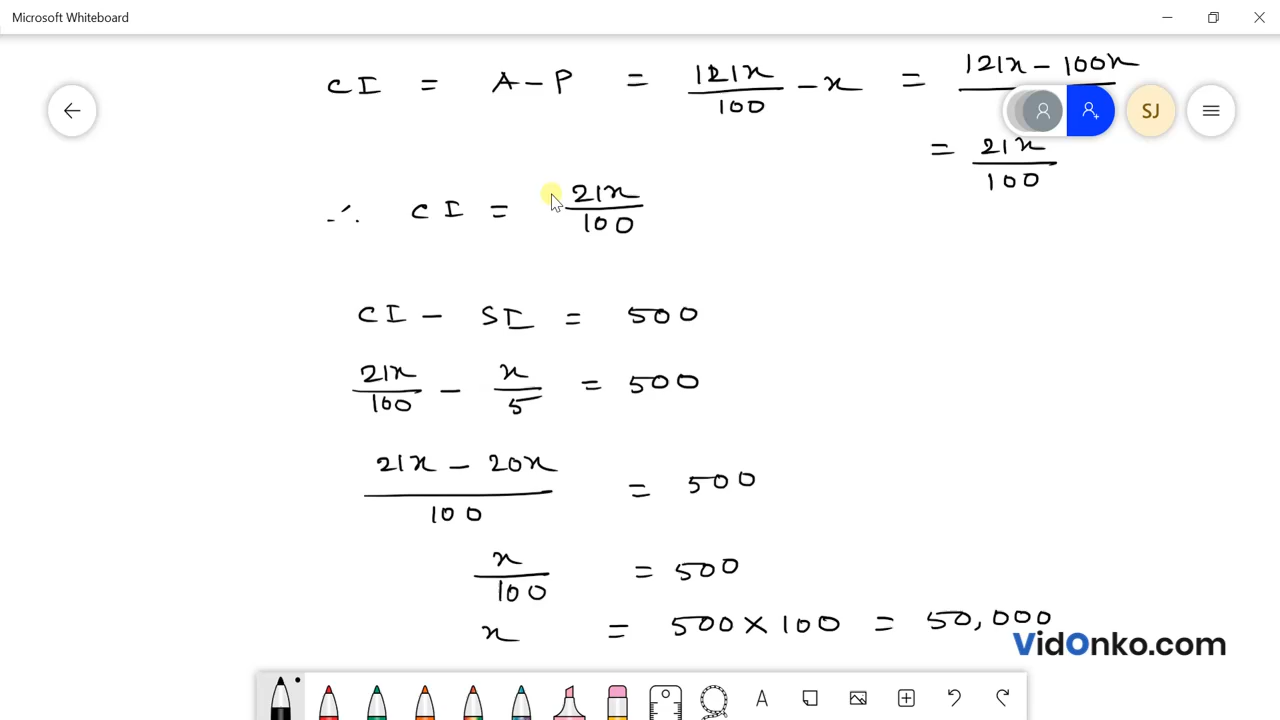 Microsoft Whiteboard
CI = A - P = 121x/100 - x = 121x - 100x
SJ
= 21x/100
∴ CI = 21x/100
CI - SI = 500
21x/100 - x/5 = 500
21x - 20x/100 = 500
x/100 = 500
x = 500 × 100 = 50,000
VidOnko.com
A